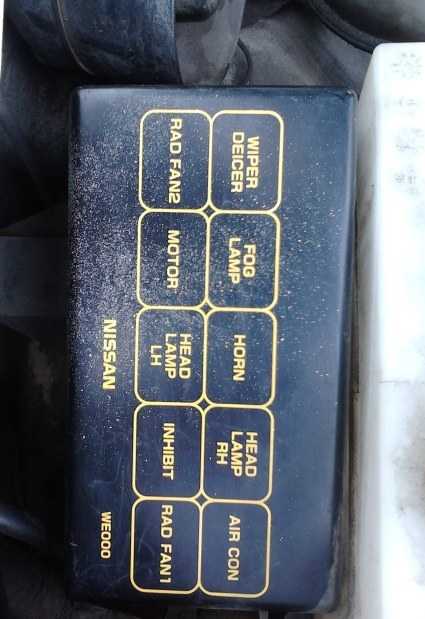 WIPER
DEICER
FOG
LAMP
HORN
HEAD
LAMP
RH
AIR CON
RAD FAN2
MOTOR
HEAD
LAMP
LH
INHIBIT
RAD FAN1
NISSAN
WE000